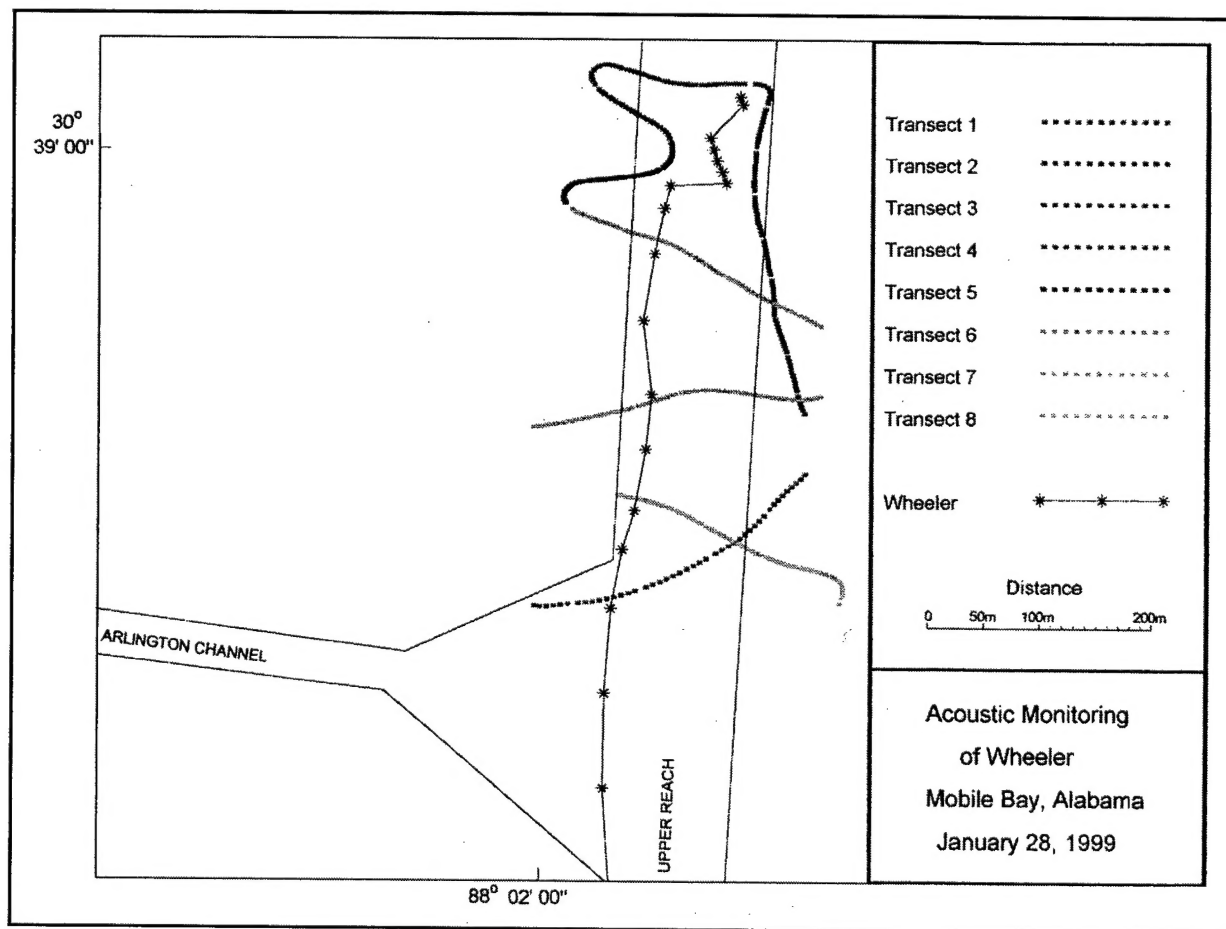 30°
39' 00"
ARLINGTON CHANNEL
UPPER REACH
88° 02' 00"
Transect 1
Transect 2
Transect 3
Transect 4
Transect 5
Transect 6
Transect 7
Transect 8
Wheeler
Distance
0 50m 100m 200m
Acoustic Monitoring
of Wheeler
Mobile Bay, Alabama
January 28, 1999